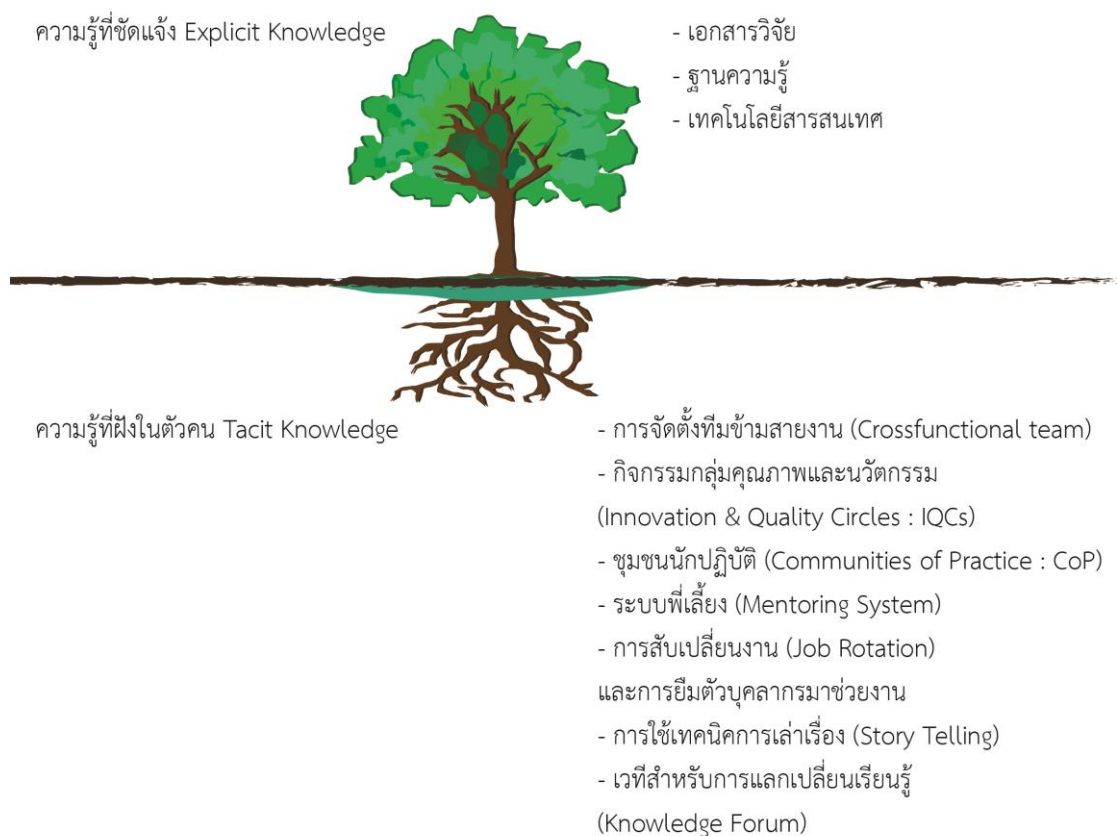 ความรู้ที่ชัดแจ้ง Explicit Knowledge
- เอกสารวิจัย
- ฐานความรู้
- เทคโนโลยีสารสนเทศ
ความรู้ที่ฝังในตัวคน Tacit Knowledge
- การจัดตั้งทีมข้ามสายงาน (Crossfunctional team)
- กิจกรรมกลุ่มคุณภาพและนวัตกรรม
(Innovation & Quality Circles : IQCs)
- ชุมชนนักปฏิบัติ (Communities of Practice : CoP)
- ระบบพี่เลี้ยง (Mentoring System)
- การสับเปลี่ยนงาน (Job Rotation)
และการยืมตัวบุคลากรมาช่วยงาน
- การใช้เทคนิคการเล่าเรื่อง (Story Telling)
- เวทีสำหรับการแลกเปลี่ยนเรียนรู้
(Knowledge Forum)